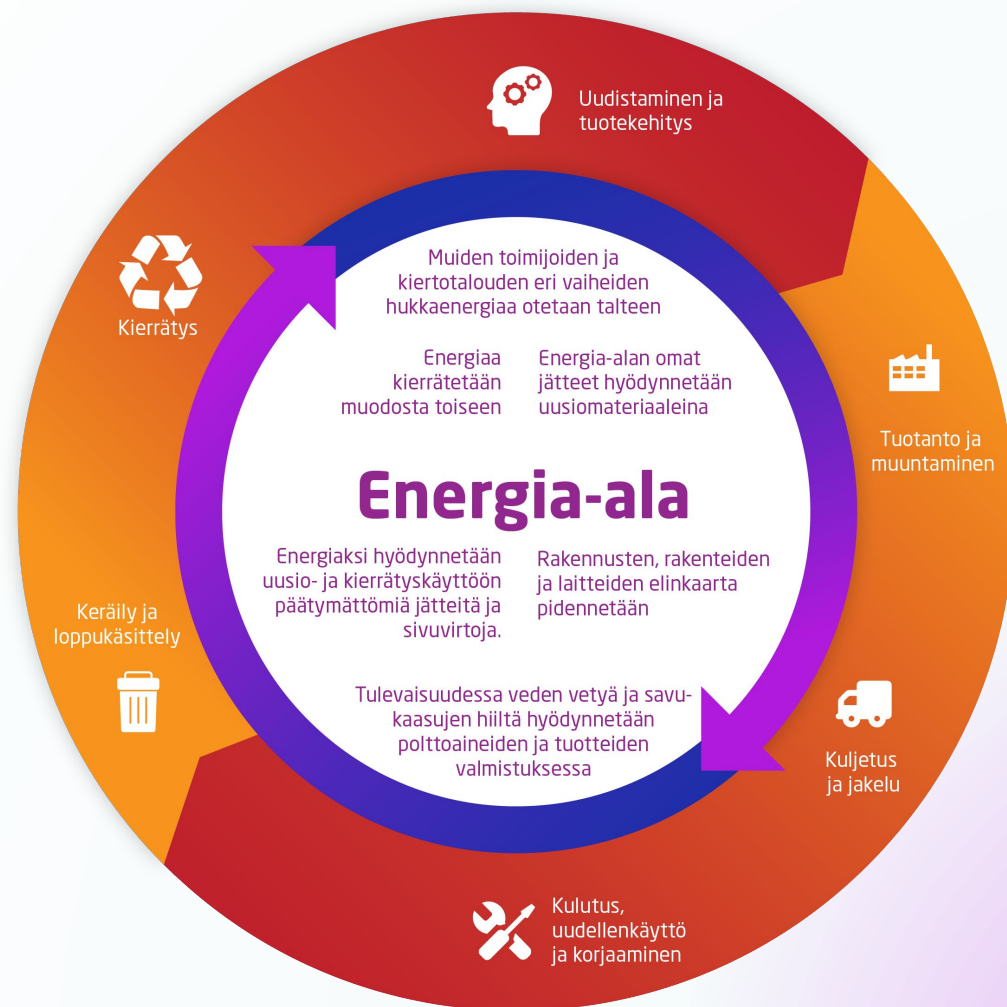 Uudistaminen ja
tuotekehitys
Kierrätys
Muiden toimijoiden ja
kiertotalouden eri vaiheiden
hukkaenergiaa otetaan talteen
Energiaa
kierrätetään
muodosta toiseen
Energia-alan omat
jätteet hyödynnetään
uusiomateriaaleina
Tuotanto ja
muuntaminen
Energia-ala
Energiaksi hyödynnetään
uusio- ja kierrätyskäyttöön
päätymättömiä jätteitä ja
sivuvirtoja.
Rakennusten, rakenteiden
ja laitteiden elinkaarta
pidennetään
Keräily ja
loppukäsittely
Tulevaisuudessa veden vetyä ja savu-
kaasujen hiiltä hyödynnetään
polttoaineiden ja tuotteiden
valmistuksessa
Kuljetus
ja jakelu
Kulutus,
uudellenkäyttö
ja korjaaminen